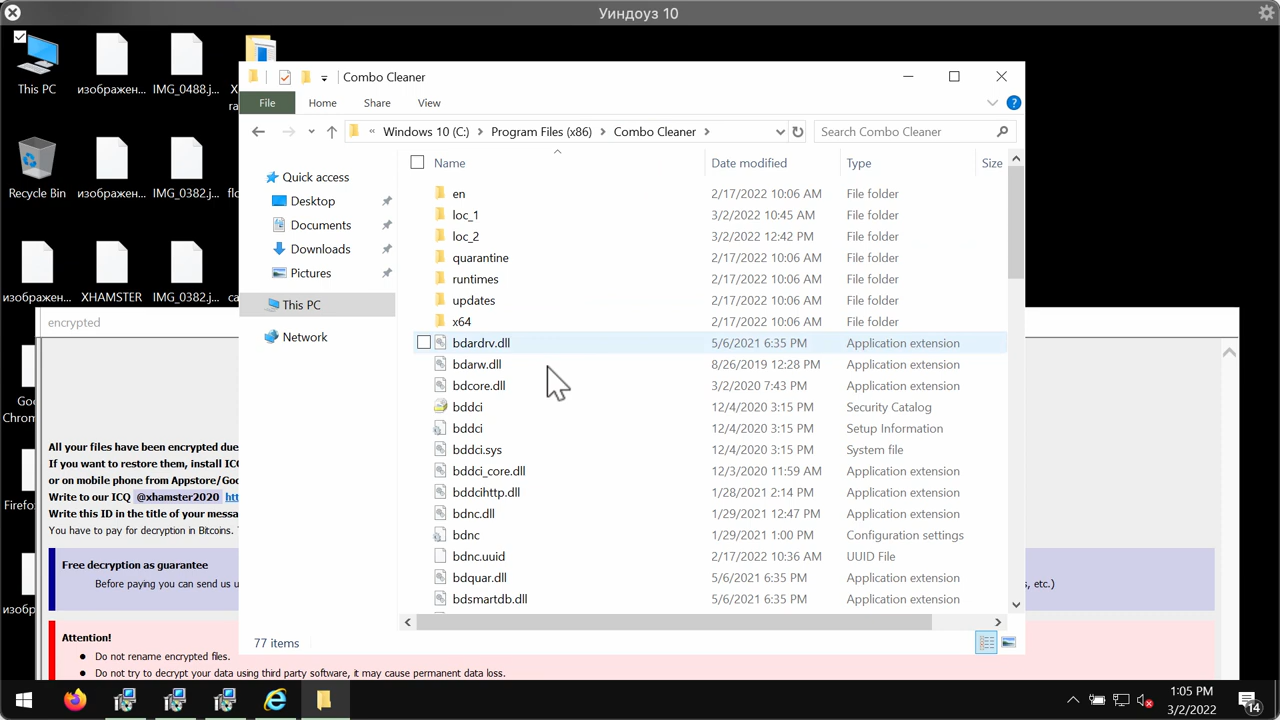 Уиндоуз 10
This PC
изображен...
IMG_0488.j...
Recycle Bin
изображен...
IMG_0382.j...
изображен...
XHAMSTER
IMG_0382.j...
Combo Cleaner
File
Home
Share
View
« Windows 10 (C:) > Program Files (x86) > Combo Cleaner >
Search Combo Cleaner
Quick access
Desktop
Documents
Downloads
Pictures
This PC
Network
Name Date modified Type Size
en 2/17/2022 10:06 AM File folder
loc_1 3/2/2022 10:45 AM File folder
loc_2 3/2/2022 12:42 PM File folder
quarantine 2/17/2022 10:06 AM File folder
runtimes 2/17/2022 10:06 AM File folder
updates 2/17/2022 10:06 AM File folder
x64 2/17/2022 10:06 AM File folder
bdardrv.dll 5/6/2021 6:35 PM Application extension
bdarw.dll 8/26/2019 12:28 PM Application extension
bdcore.dll 3/2/2020 7:43 PM Application extension
bddci 12/4/2020 3:15 PM Security Catalog
bddci 12/4/2020 3:15 PM Setup Information
bddci.sys 12/4/2020 3:15 PM System file
bddci_core.dll 12/3/2020 11:59 AM Application extension
bddcihttp.dll 1/28/2021 2:14 PM Application extension
bdnc.dll 1/29/2021 12:47 PM Application extension
bdnc 1/29/2021 1:00 PM Configuration settings
bdnc.uuid 2/17/2022 10:36 AM UUID File
bdquar.dll 5/6/2021 6:35 PM Application extension
bdsmartdb.dll 5/6/2021 6:35 PM Application extension
77 items
encrypted
All your files have been encrypted due
If you want to restore them, install ICQ
or on mobile phone from Appstore/Goo
Write to our ICQ @xhamster2020 htt
Write this ID in the title of your messa
You have to pay for decryption in Bitcoins.
Free decryption as guarantee
Before paying you can send us u
s, etc.)
Attention!
● Do not rename encrypted files.
● Do not try to decrypt your data using third party software, it may cause permanent data loss.
1:05 PM
3/2/2022
14